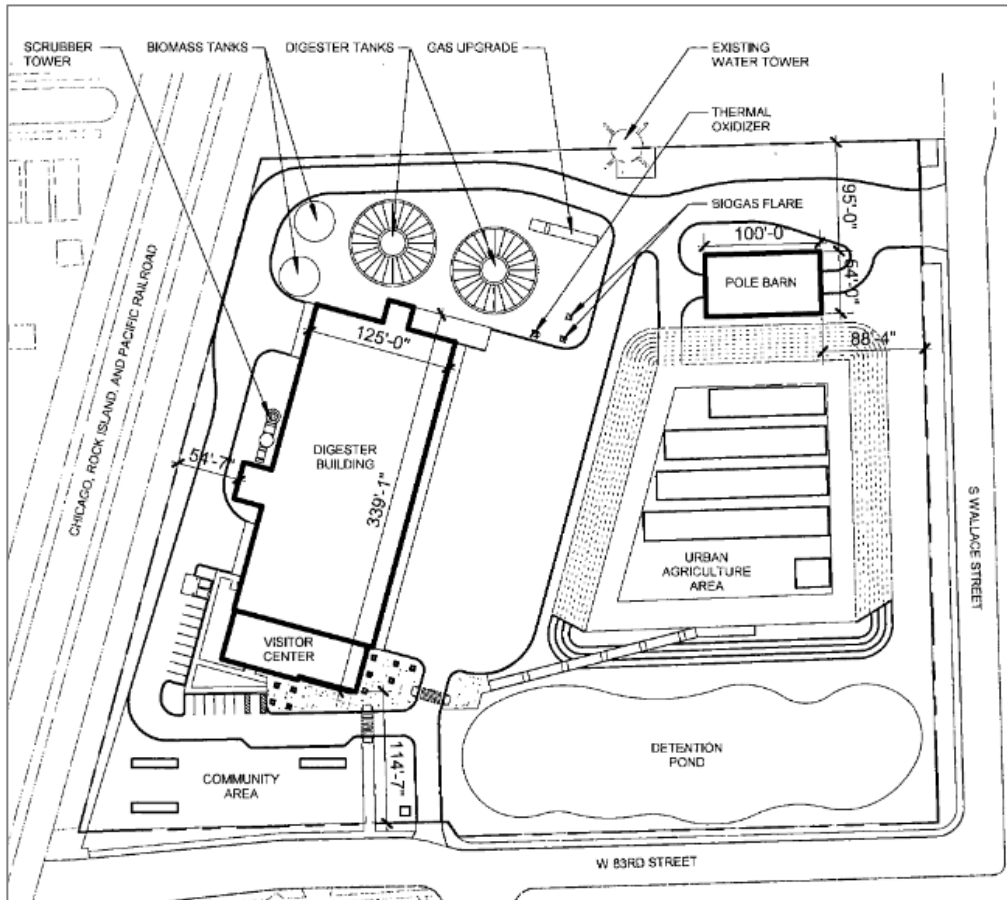 SCRUBBER
TOWER
BIOMASS TANKS
DIGESTER TANKS
GAS UPGRADE
EXISTING
WATER TOWER
THERMAL
OXIDIZER
BIOGAS FLARE
95'-0"
100'-0
64'-0"
POLE BARN
88'-4"
125'-0"
DIGESTER
BUILDING
339'-1"
54'-7"
CHICAGO, ROCK ISLAND AND PACIFIC RAILROAD
URBAN
AGRICULTURE
AREA
S WALLACE STREET
VISITOR
CENTER
114'-7"
DETENTION
POND
COMMUNITY
AREA
W 83RD STREET